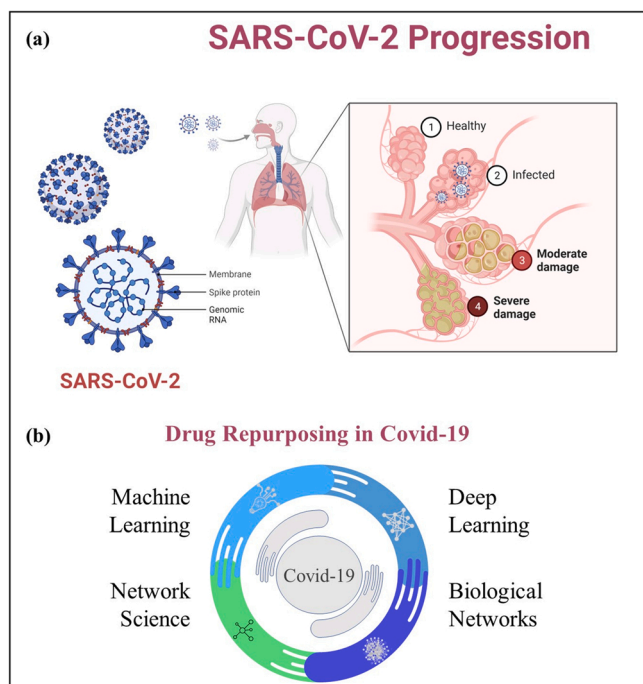 (a)
SARS-CoV-2 Progression
1 Healthy
2 Infected
3 Moderate
damage
4 Severe
damage
Membrane
Spike protein
Genomic
RNA
SARS-CoV-2
(b)
Drug Repurposing in Covid-19
Machine
Learning
Deep
Learning
Covid-19
Network
Science
Biological
Networks